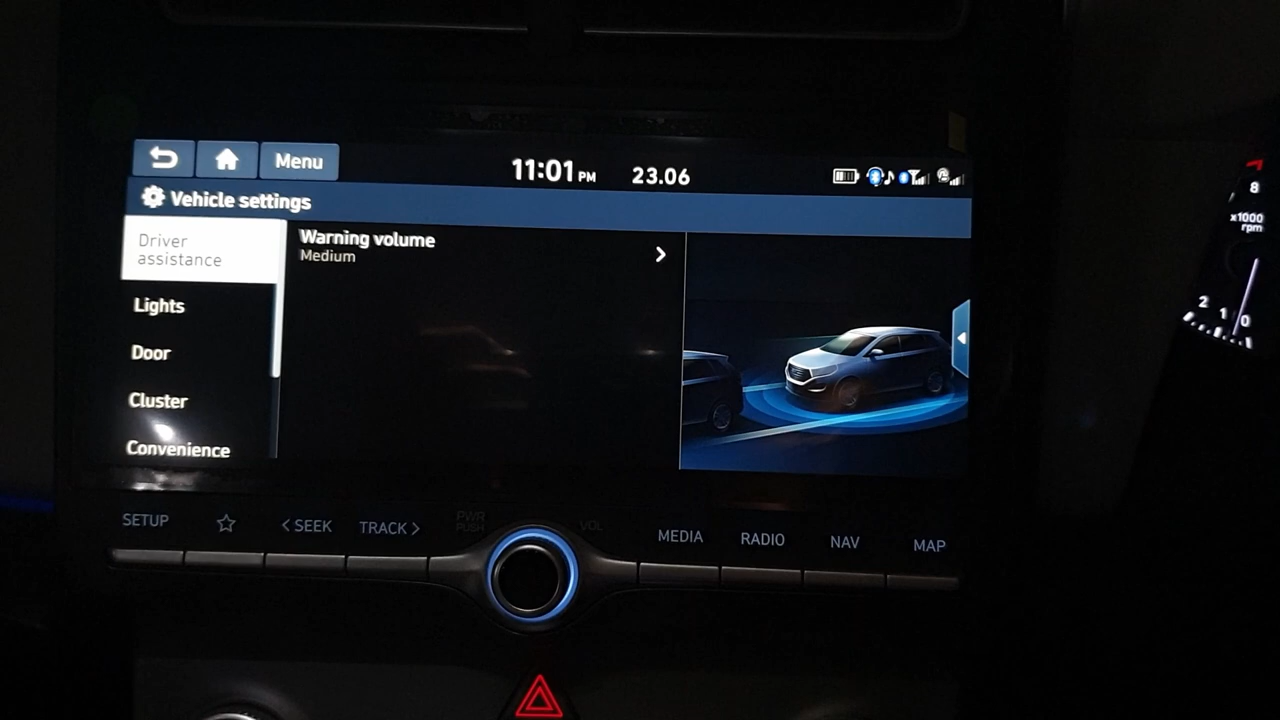 Menu
11:01 PM
23.06
Vehicle settings
Driver
assistance
Warning volume
Medium
Lights
Door
Cluster
Convenience
SETUP
< SEEK
TRACK >
PWR
PUSH
VOL
MEDIA
RADIO
NAV
MAP
8
x1000
rpm
2
1
0